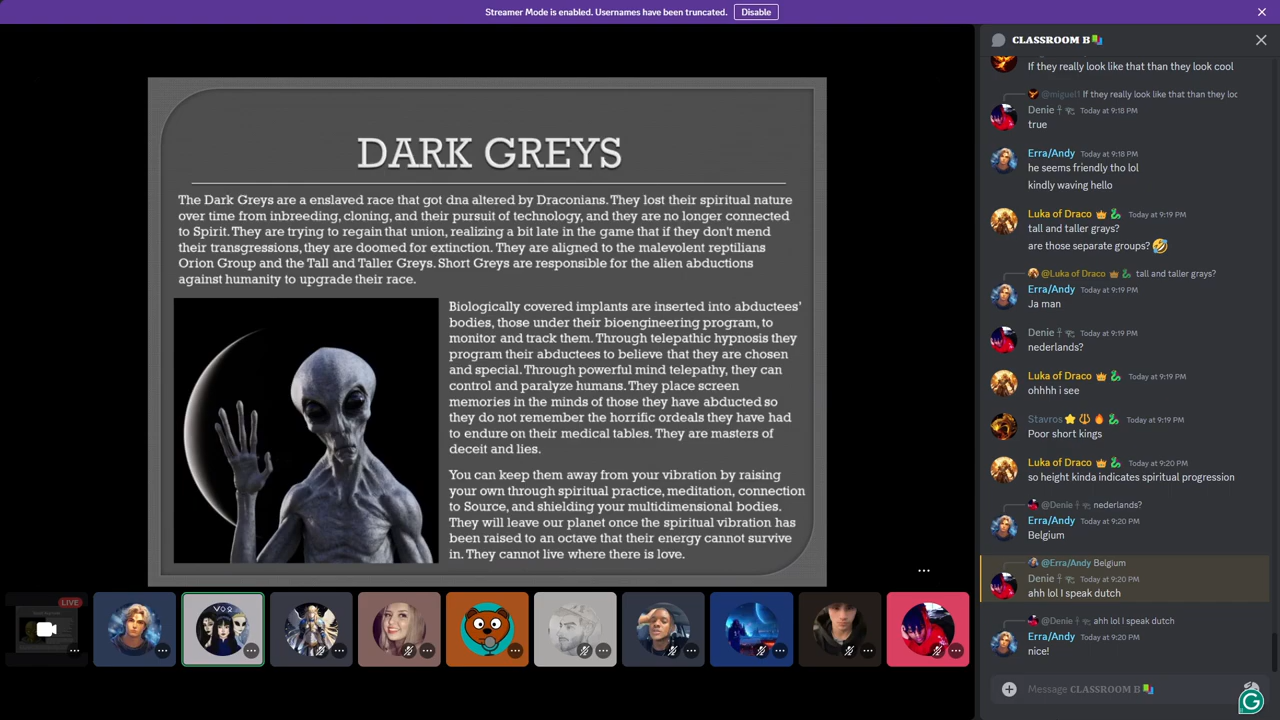 Streamer Mode is enabled. Usernames have been truncated. Disable
CLASSROOM B
DARK GREYS
The Dark Greys are a enslaved race that got dna altered by Draconians. They lost their spiritual nature
over time from inbreeding, cloning, and their pursuit of technology, and they are no longer connected
to Spirit. They are trying to regain that union, realizing a bit late in the game that if they don't mend
their transgressions, they are doomed for extinction. They are aligned to the malevolent reptilians
Orion Group and the Tall and Taller Greys. Short Greys are responsible for the alien abductions
against humanity to upgrade their race.
Biologically covered implants are inserted into abductees'
bodies, those under their bioengineering program, to
monitor and track them. Through telepathic hypnosis they
program their abductees to believe that they are chosen
and special. Through powerful mind telepathy, they can
control and paralyze humans. They place screen
memories in the minds of those they have abducted so
they do not remember the horrific ordeals they have had
to endure on their medical tables. They are masters of
deceit and lies.
You can keep them away from your vibration by raising
your own through spiritual practice, meditation, connection
to Source, and shielding your multidimensional bodies.
They will leave our planet once the spiritual vibration has
been raised to an octave that their energy cannot survive
in. They cannot live where there is love.
LIVE
If they really look like that than they look cool
@miguel1 If they really look like that than they loo
Denie Today at 9:18 PM
true
Erra/Andy Today at 9:18 PM
he seems friendly tho lol
kindly waving hello
Luka of Draco Today at 9:19 PM
tall and taller grays?
are those separate groups? 🤣
@Luka of Draco tall and taller grays?
Erra/Andy Today at 9:19 PM
Ja man
Denie Today at 9:19 PM
nederlands?
Luka of Draco Today at 9:19 PM
ohhhh i see
Stavros Today at 9:19 PM
Poor short kings
Luka of Draco Today at 9:20 PM
so height kinda indicates spiritual progression
@Denie nederlands?
Erra/Andy Today at 9:20 PM
Belgium
@Erra/Andy Belgium
Denie Today at 9:20 PM
ahh lol I speak dutch
@Denie ahh lol I speak dutch
Erra/Andy Today at 9:20 PM
nice!
Message CLASSROOM B